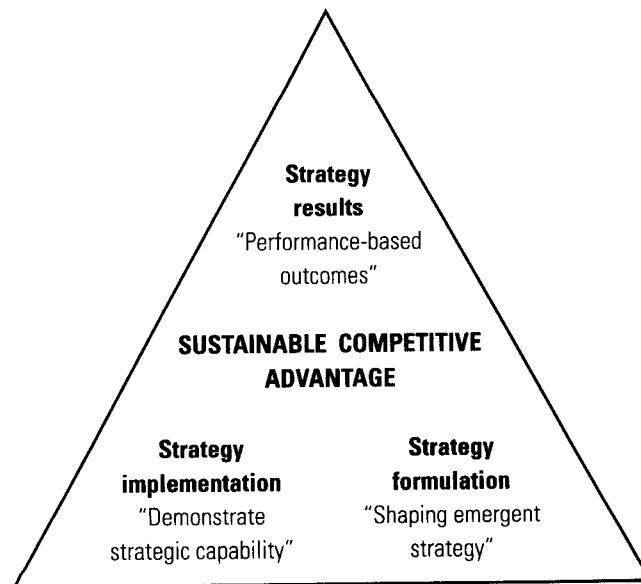 Strategy
results
“Performance-based
outcomes”
SUSTAINABLE COMPETITIVE
ADVANTAGE
Strategy
implementation
“Demonstrate
strategic capability”
Strategy
formulation
“Shaping emergent
strategy”